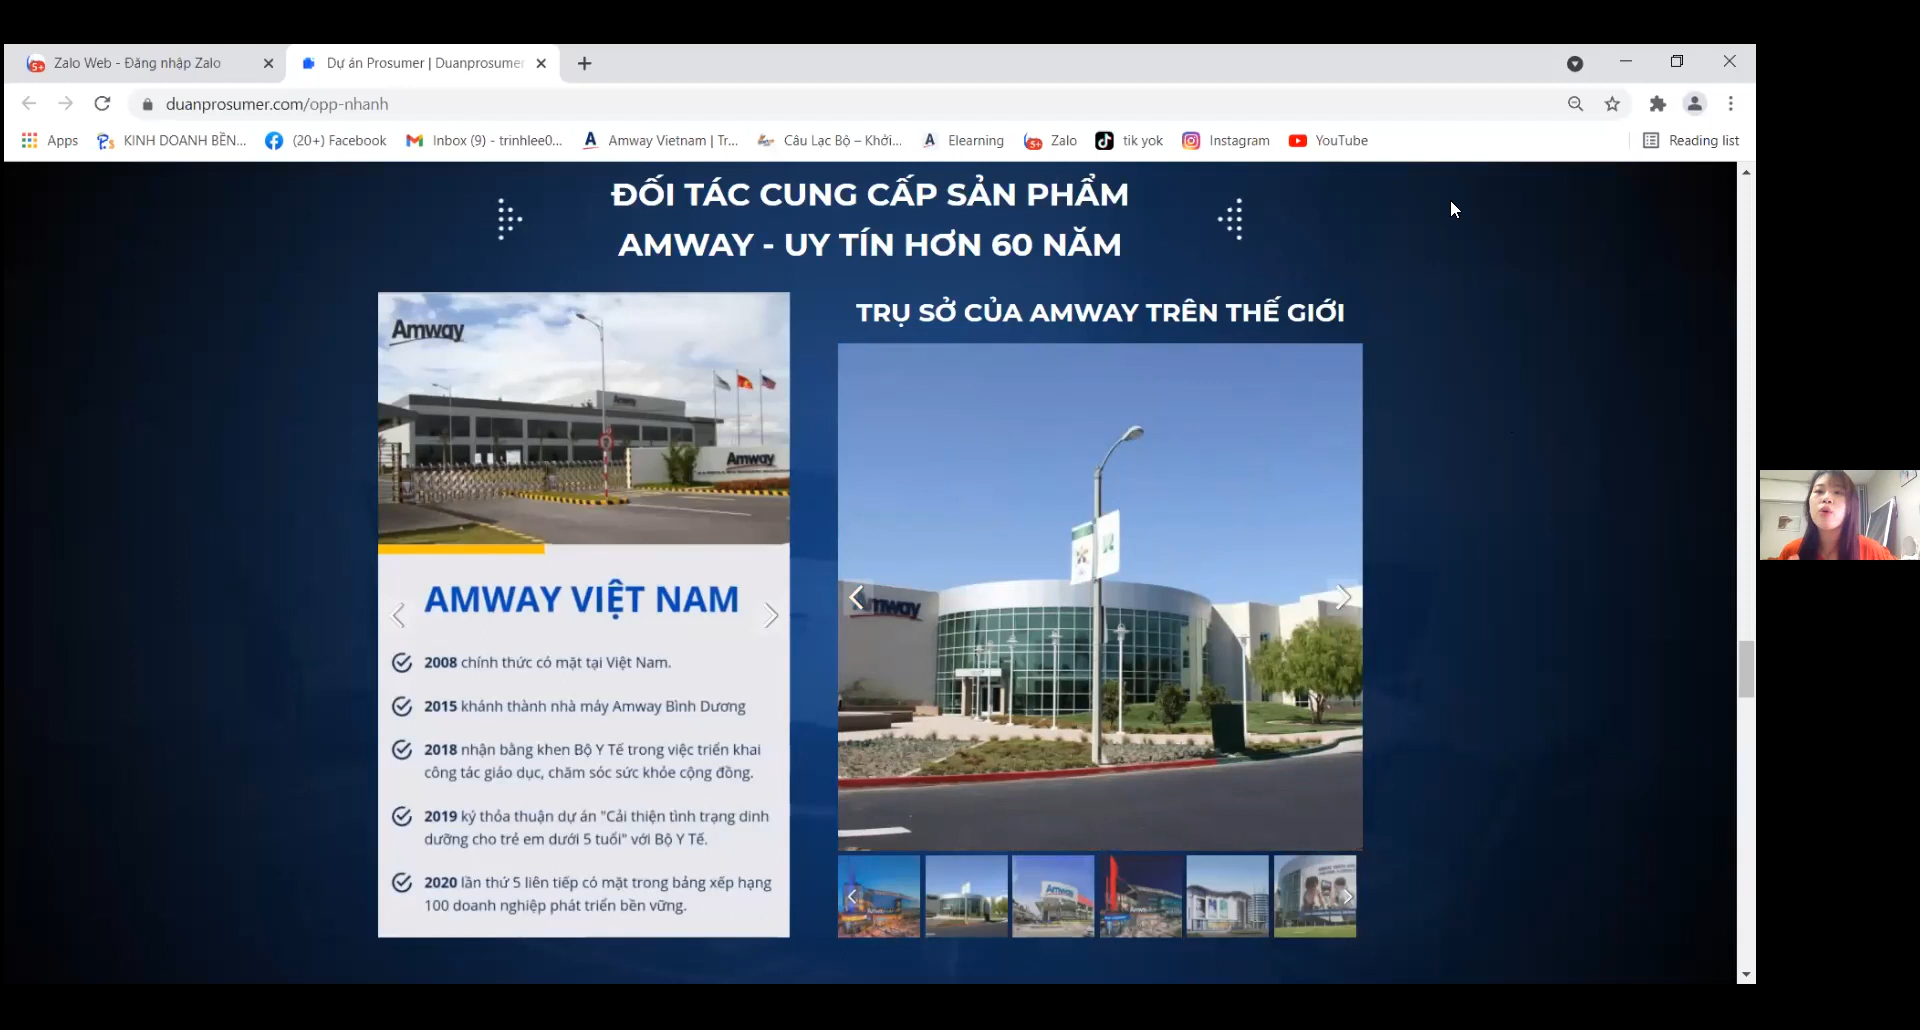 Zalo Web - Đăng nhập Zalo
Dự án Prosumer | Duanprosumer
duanprosumer.com/opp-nhanh
Apps
KINH DOANH BỀN...
(20+) Facebook
Inbox (9) - trinhlee0...
Amway Vietnam | Tr...
Câu Lạc Bộ – Khởi...
Elearning
Zalo
tik yok
Instagram
YouTube
Reading list
ĐỐI TÁC CUNG CẤP SẢN PHẨM
AMWAY - UY TÍN HƠN 60 NĂM
Amway
Amway
Amway
AMWAY VIỆT NAM
2008 chính thức có mặt tại Việt Nam.
2015 khánh thành nhà máy Amway Bình Dương
2018 nhận bằng khen Bộ Y Tế trong việc triển khai
công tác giáo dục, chăm sóc sức khỏe cộng đồng.
2019 ký thỏa thuận dự án "Cải thiện tình trạng dinh
dưỡng cho trẻ em dưới 5 tuổi" với Bộ Y Tế.
2020 lần thứ 5 liên tiếp có mặt trong bảng xếp hạng
100 doanh nghiệp phát triển bền vững.
TRỤ SỞ CỦA AMWAY TRÊN THẾ GIỚI
Amway
Amway